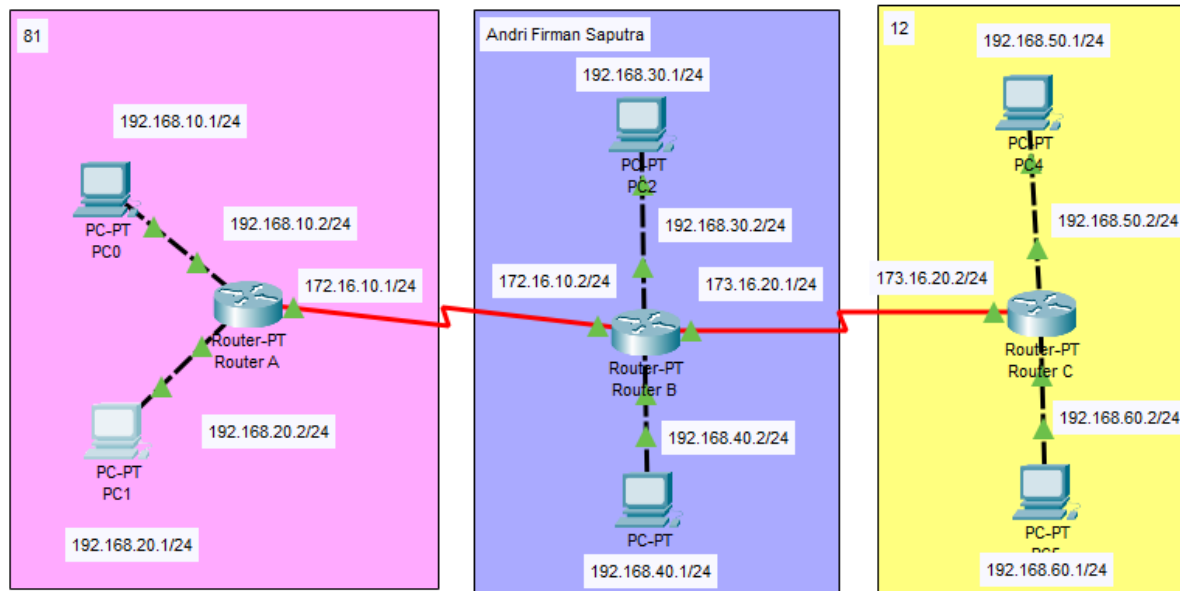 81
192.168.10.1/24
PC-PT
PC0
192.168.10.2/24
172.16.10.1/24
Router-PT
Router A
192.168.20.2/24
PC-PT
PC1
192.168.20.1/24
Andri Firman Saputra
192.168.30.1/24
PC-PT
PC2
192.168.30.2/24
172.16.10.2/24
173.16.20.1/24
Router-PT
Router B
192.168.40.2/24
PC-PT
192.168.40.1/24
12
192.168.50.1/24
PC-PT
PC4
192.168.50.2/24
173.16.20.2/24
Router-PT
Router C
192.168.60.2/24
PC-PT
PC5
192.168.60.1/24